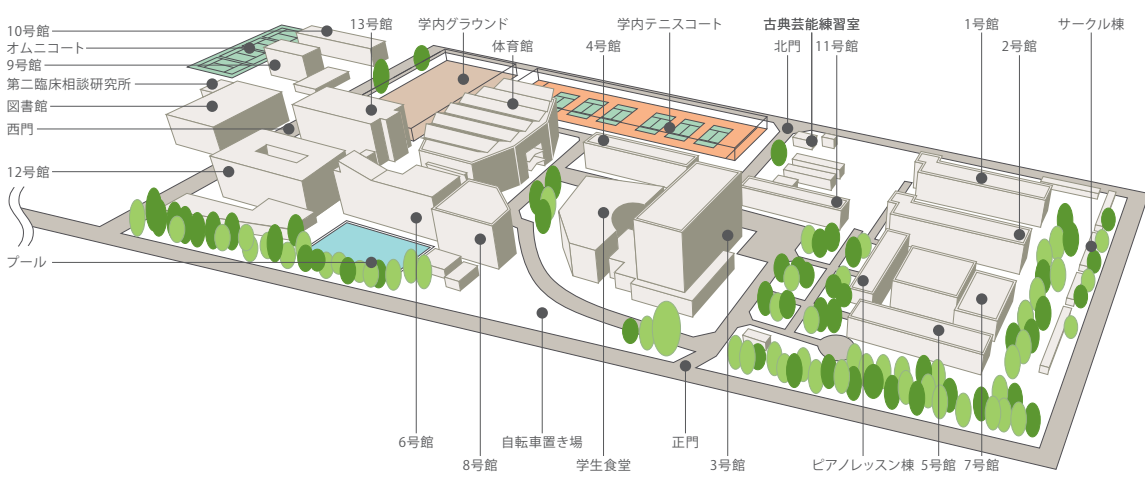 13号館
学内グラウンド
学内テニスコート
古典芸能練習室
1号館
サークル棟
10号館
オムニコート
体育館
4号館
北門
11号館
2号館
9号館
第二臨床相談研究所
図書館
西門
12号館
プール
6号館
自転車置き場
正門
8号館
学生食堂
3号館
ピアノレッスン棟
5号館
7号館